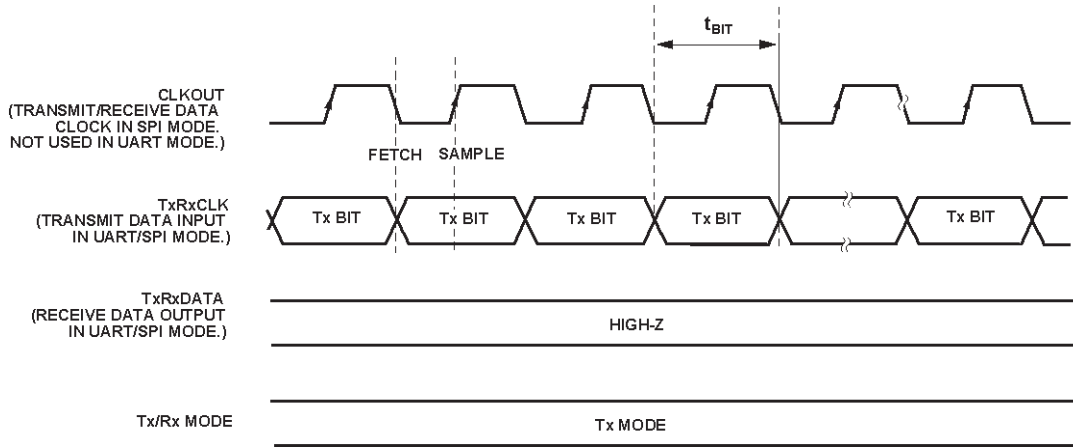 tBIT
CLKOUT
(TRANSMIT/RECEIVE DATA
CLOCK IN SPI MODE.
NOT USED IN UART MODE.)
FETCH SAMPLE
TxRxCLK
(TRANSMIT DATA INPUT
IN UART/SPI MODE.)
Tx BIT Tx BIT Tx BIT Tx BIT Tx BIT
TxRxDATA
(RECEIVE DATA OUTPUT
IN UART/SPI MODE.)
HIGH-Z
Tx/Rx MODE
Tx MODE